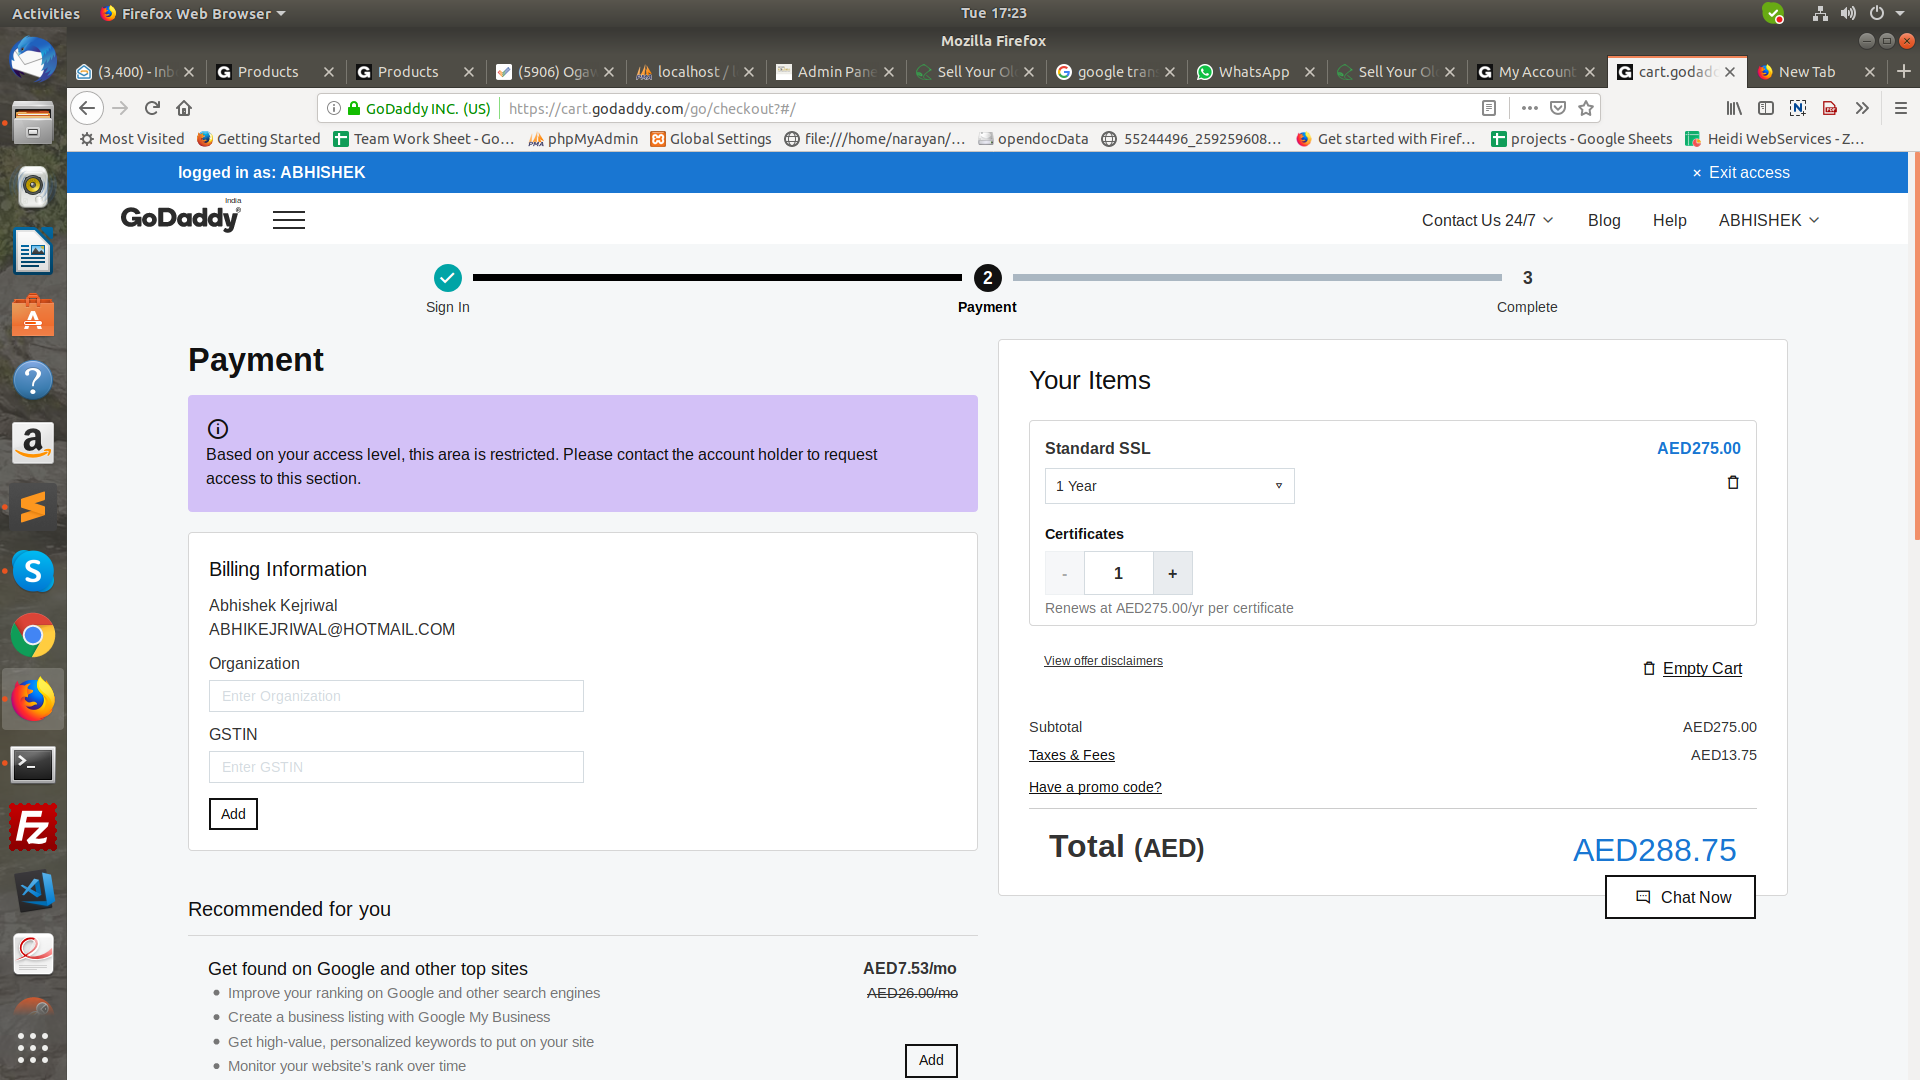 Activities
Firefox Web Browser
Tue 17:23
Mozilla Firefox
(3,400) - Inb
Products
Products
(5906) Ogaw
localhost / l
Admin Pane
Sell Your Ol
google tran
WhatsApp
Sell Your Ol
My Account
cart.godadd
New Tab
GoDaddy INC. (US)
https://cart.godaddy.com/go/checkout?#/
Most Visited
Getting Started
Team Work Sheet - Go…
phpMyAdmin
Global Settings
file:///home/narayan/…
opendocData
55244496_259259608…
Get started with Firef…
projects - Google Sheets
Heidi WebServices - Z…
logged in as: ABHISHEK
× Exit access
GoDaddy
India
Contact Us 24/7
Blog
Help
ABHISHEK
2
3
Sign In
Payment
Complete
Payment
Based on your access level, this area is restricted. Please contact the account holder to request
access to this section.
Billing Information
Abhishek Kejriwal
ABHIKEJRIWAL@HOTMAIL.COM
Organization
Enter Organization
GSTIN
Enter GSTIN
Add
Recommended for you
Get found on Google and other top sites
AED7.53/mo
AED26.00/mo
• Improve your ranking on Google and other search engines
• Create a business listing with Google My Business
• Get high-value, personalized keywords to put on your site
• Monitor your website's rank over time
Add
Your Items
Standard SSL
AED275.00
1 Year
Certificates
- 1 +
Renews at AED275.00/yr per certificate
View offer disclaimers
Empty Cart
Subtotal
AED275.00
Taxes & Fees
AED13.75
Have a promo code?
Total (AED)
AED288.75
Chat Now